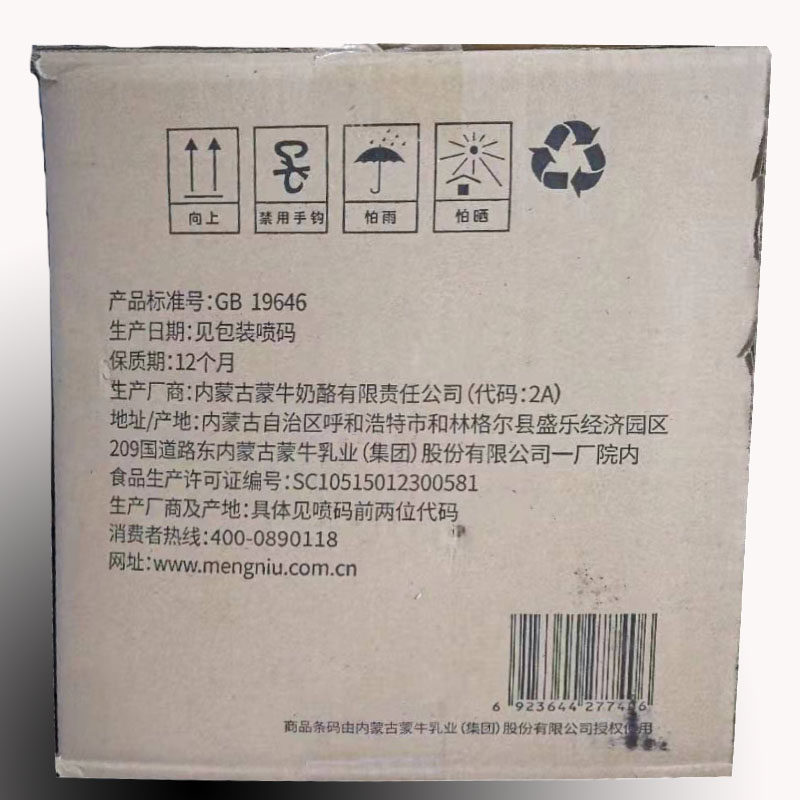 向上 禁用手钩 怕雨 怕晒
产品标准号:GB 19646
生产日期:见包装喷码
保质期:12个月
生产厂商:内蒙古蒙牛奶酪有限责任公司(代码:2A)
地址/产地:内蒙古自治区呼和浩特市和林格尔县盛乐经济园区
209国道路东内蒙古蒙牛乳业(集团)股份有限公司一厂院内
食品生产许可证编号:SC10515012300581
生产厂商及产地:具体见喷码前两位代码
消费者热线:400-0890118
网址:www.mengniu.com.cn
6 923644 277446
商品条码由内蒙古蒙牛乳业(集团)股份有限公司授权使用